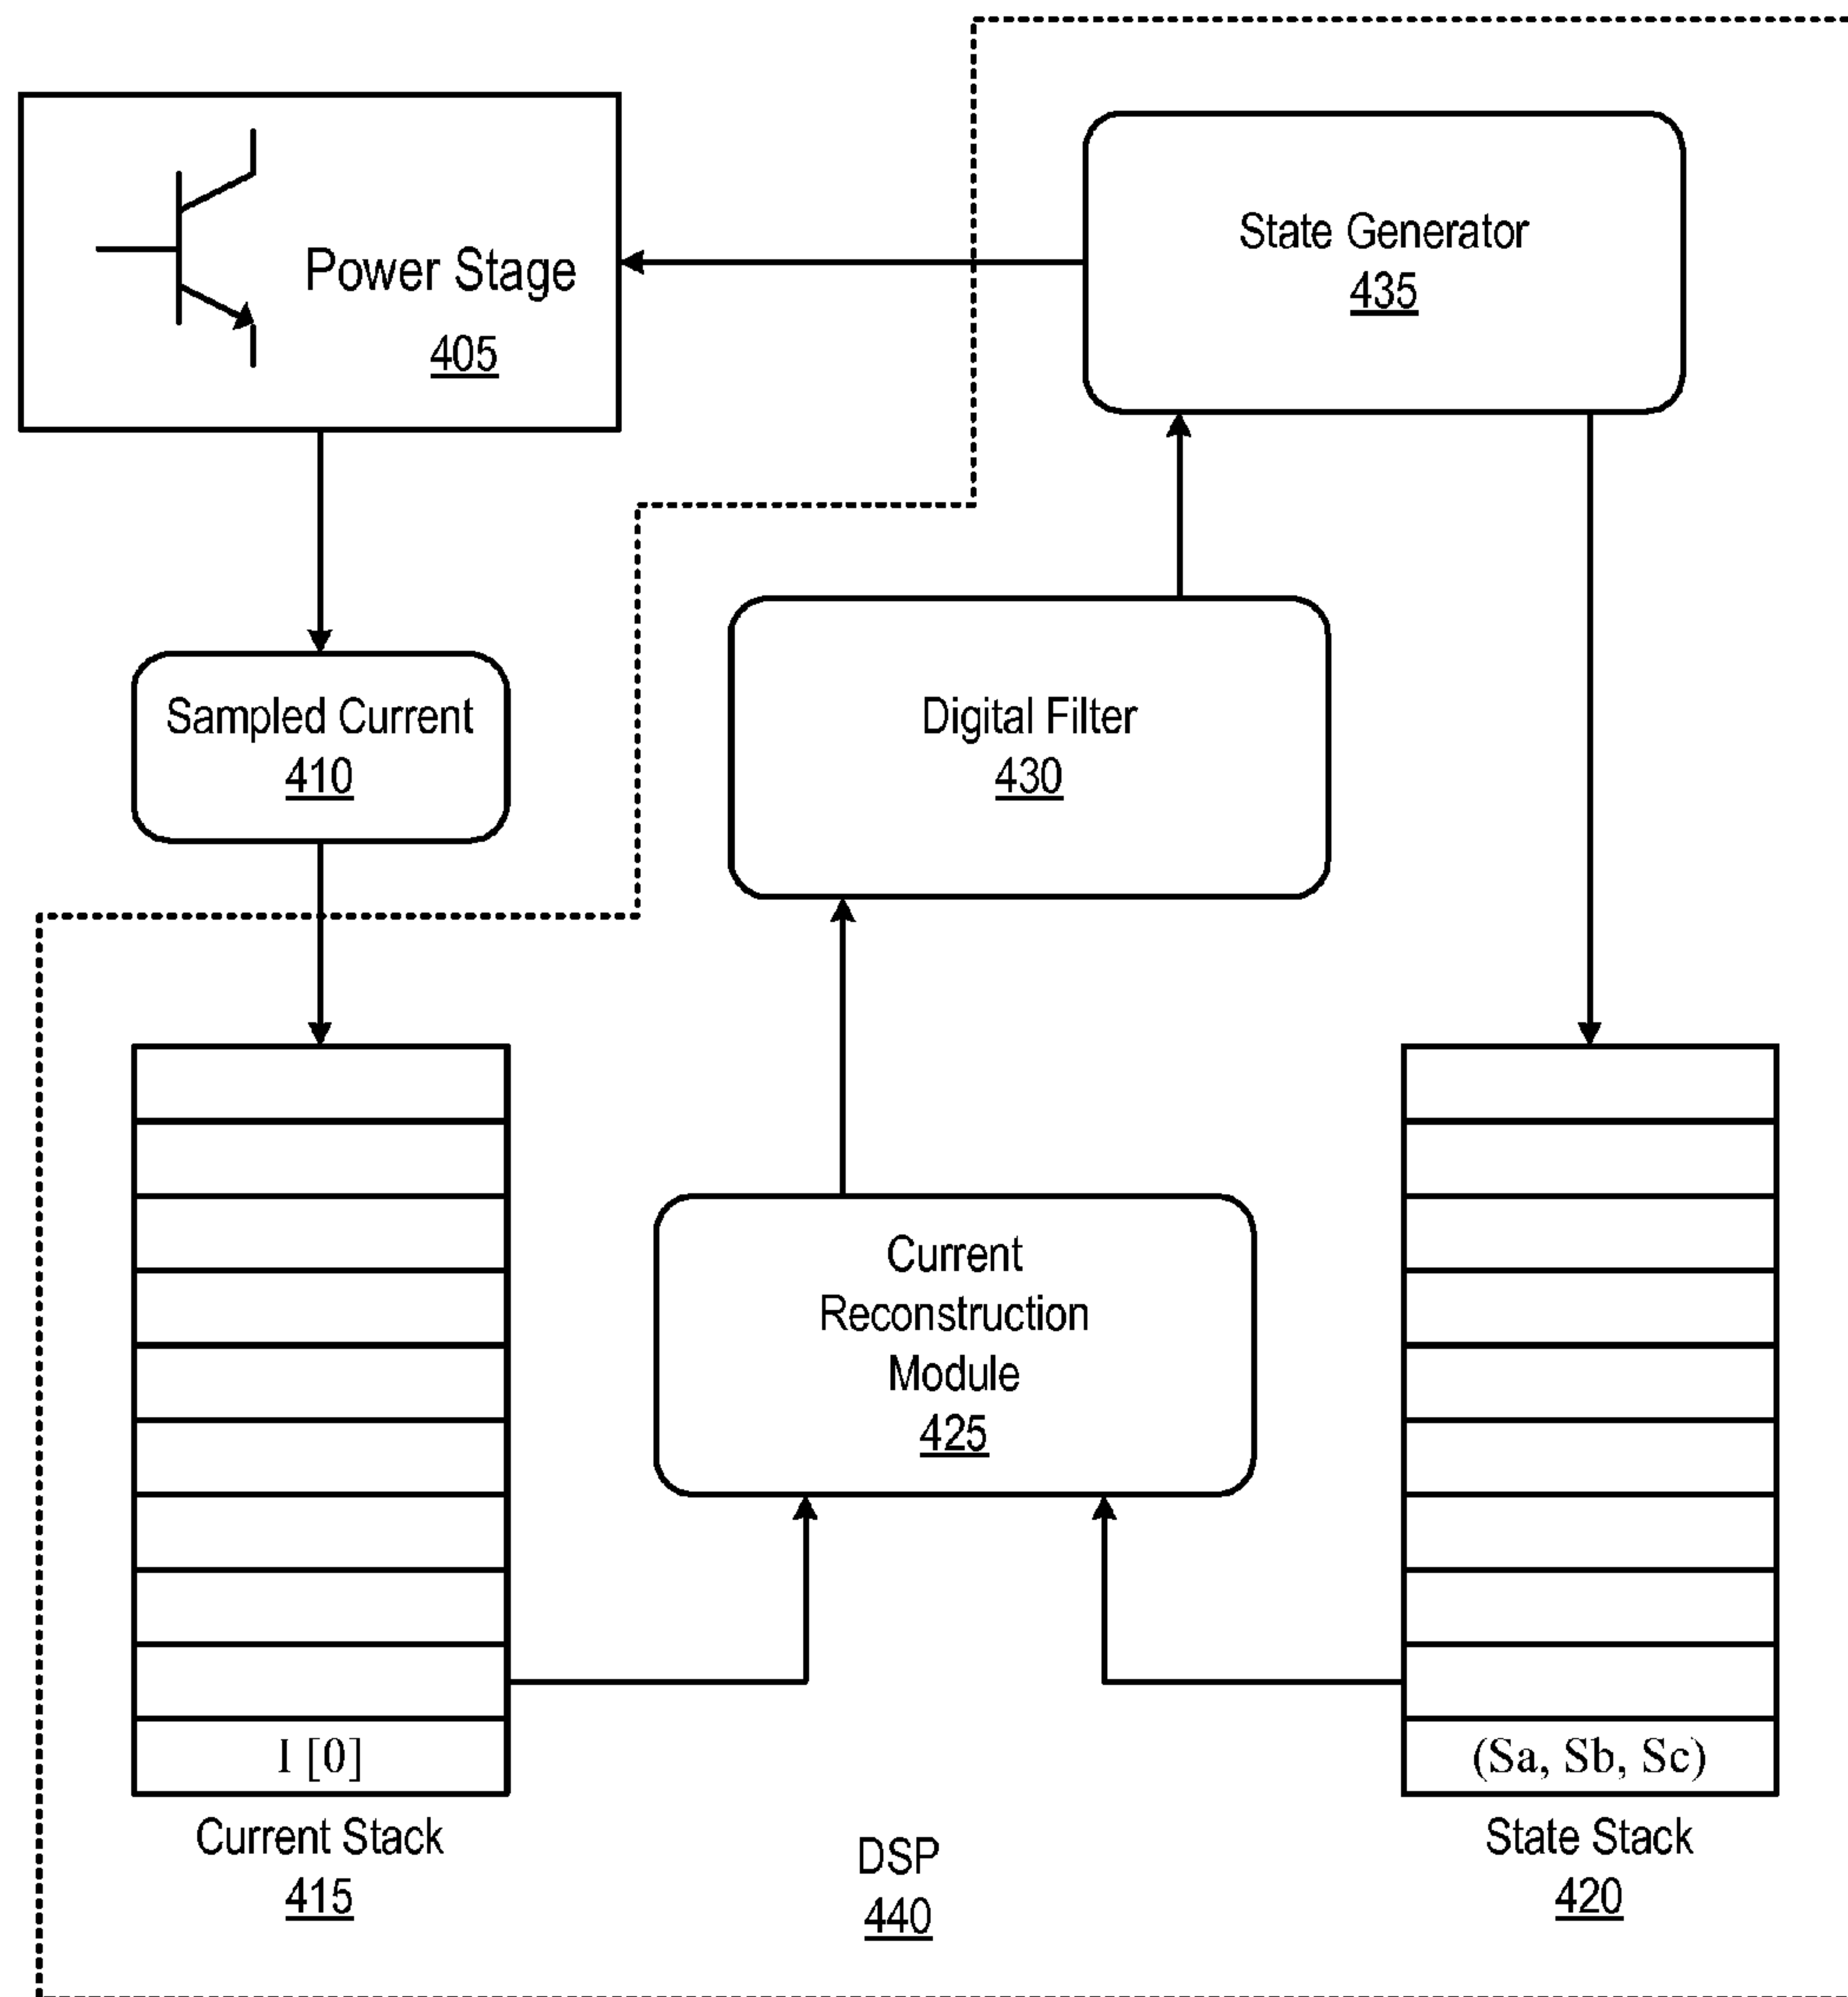 State Generator
435
Power Stage
405
Sampled Current
410
Digital Filter
430
Current
Reconstruction
Module
425
I [0]
(Sa, Sb, Sc)
Current Stack
415
DSP
440
State Stack
420